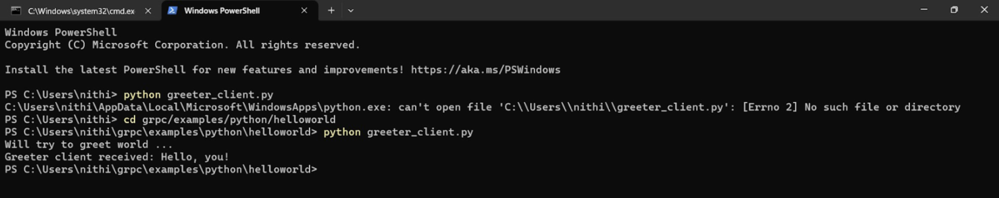 C:\Windows\system32\cmd.ex
Windows PowerShell
Windows PowerShell
Copyright (C) Microsoft Corporation. All rights reserved.
Install the latest PowerShell for new features and improvements! https://aka.ms/PSWindows
PS C:\Users\nithi> python greeter_client.py
C:\Users\nithi\AppData\Local\Microsoft\WindowsApps\python.exe: can't open file 'C:\\Users\\nithi\\greeter_client.py': [Errno 2] No such file or directory
PS C:\Users\nithi> cd grpc/examples/python/helloworld
PS C:\Users\nithi\grpc\examples\python\helloworld> python greeter_client.py
Will try to greet world ...
Greeter client received: Hello, you!
PS C:\Users\nithi\grpc\examples\python\helloworld>